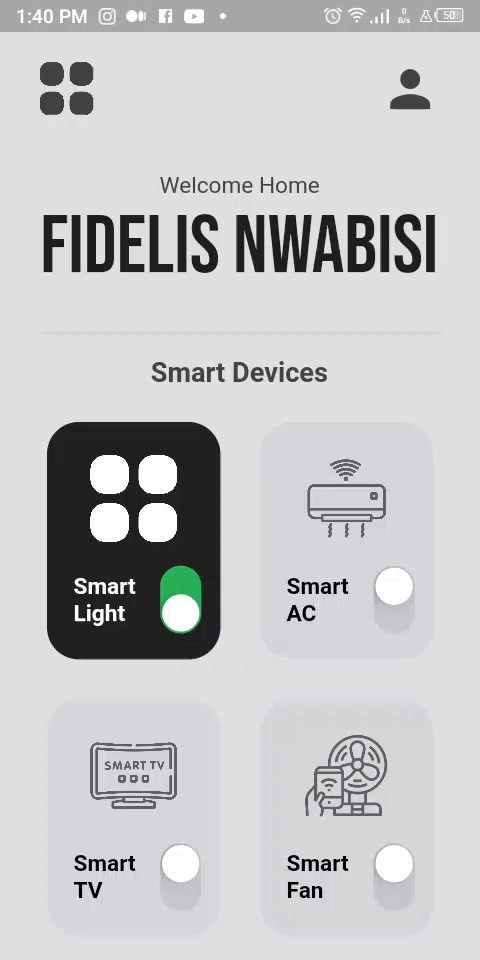 1:40 PM
0
B/s
50
Welcome Home
FIDELIS NWABISI
Smart Devices
Smart
Light
Smart
AC
SMART TV
Smart
TV
Smart
Fan